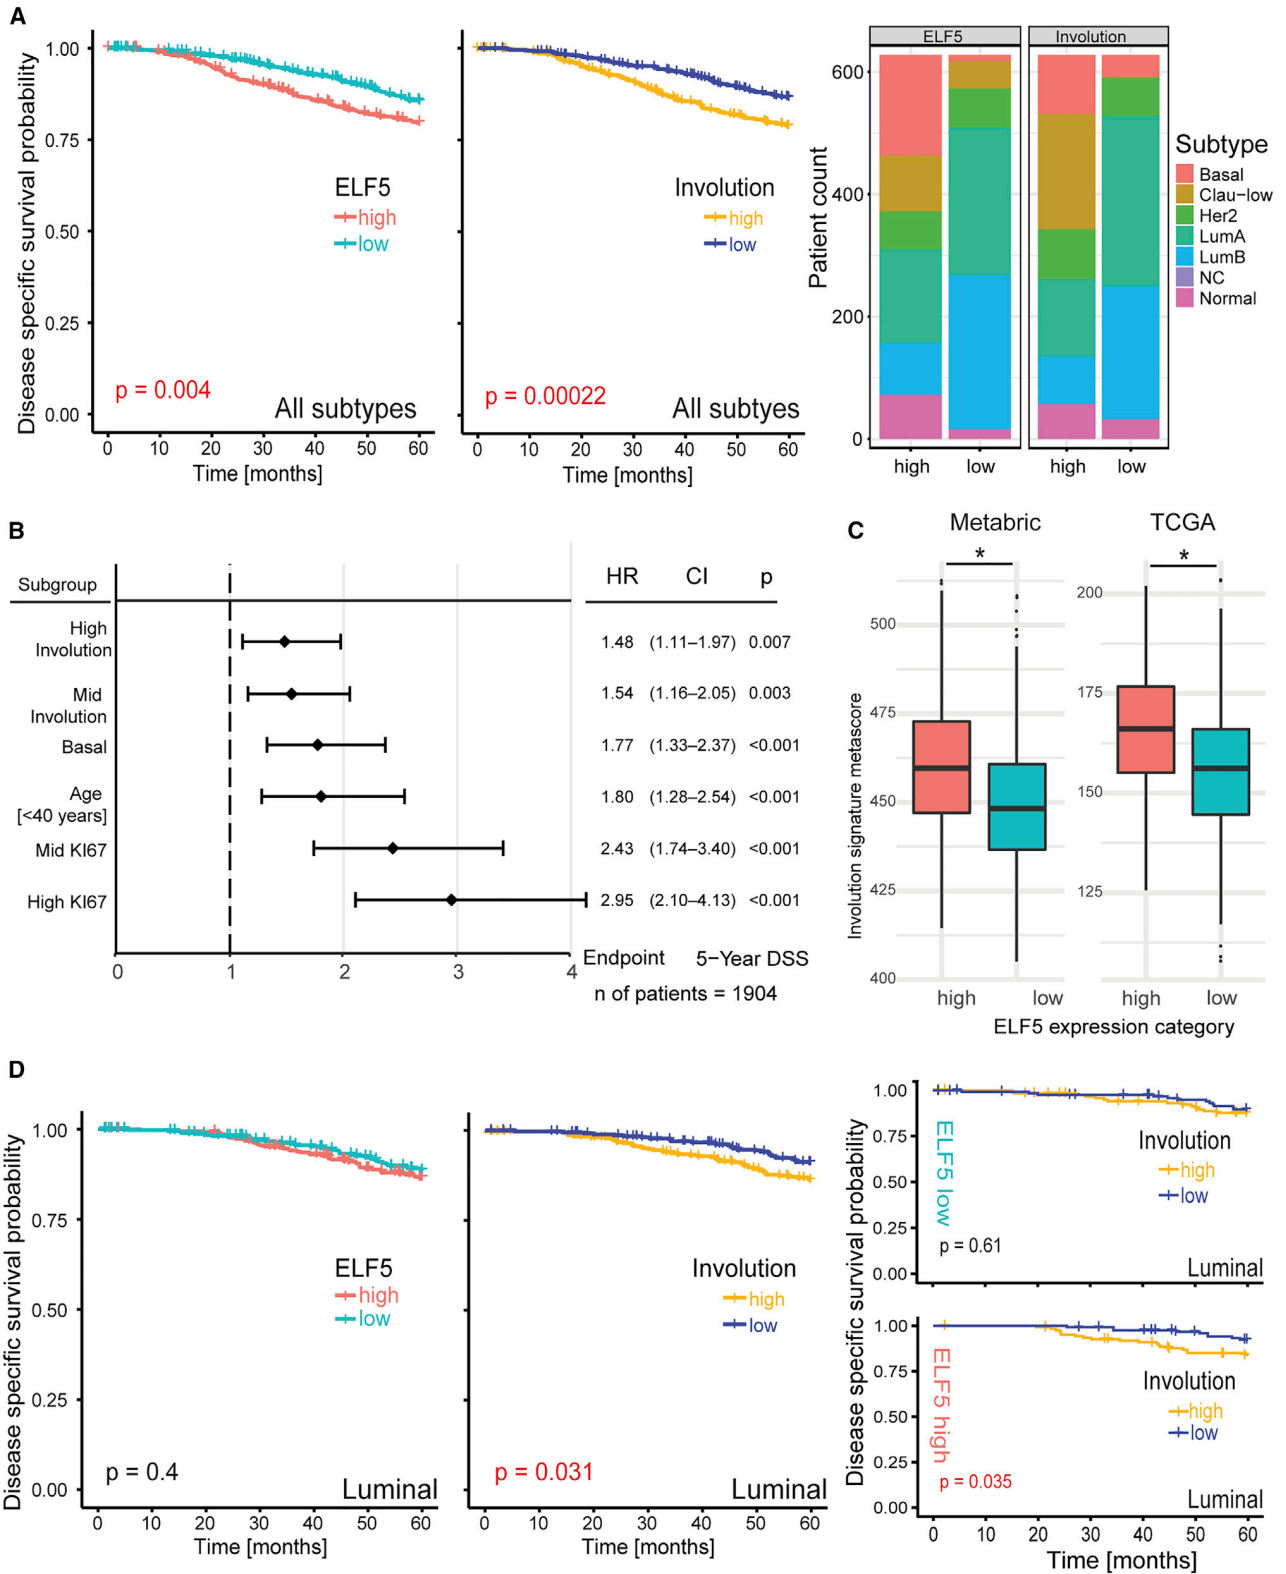 A
Disease specific survival probability
1.00
0.75
0.50
0.25
0.00
ELF5
high
low
p = 0.004
All subtypes
0 10 20 30 40 50 60
Time [months]
Involution
high
low
p = 0.00022
All subtyes
0 10 20 30 40 50 60
Time [months]
Patient count
600
400
200
0
ELF5 Involution
high low high low
Subtype
Basal
Clau-low
Her2
LumA
LumB
NC
Normal
B
Subgroup HR CI p
High
Involution 1.48 (1.11–1.97) 0.007
Mid
Involution 1.54 (1.16–2.05) 0.003
Basal 1.77 (1.33–2.37) <0.001
Age
[<40 years] 1.80 (1.28–2.54) <0.001
Mid KI67 2.43 (1.74–3.40) <0.001
High KI67 2.95 (2.10–4.13) <0.001
0 1 2 3 4
Endpoint 5-Year DSS
n of patients = 1904
C
Metabric TCGA
* *
Involution signature metascore
500
475
450
425
400
200
175
150
125
high low high low
ELF5 expression category
D
Disease specific survival probability
1.00
0.75
0.50
0.25
0.00
ELF5
high
low
p = 0.4
Luminal
0 10 20 30 40 50 60
Time [months]
Involution
high
low
p = 0.031
Luminal
0 10 20 30 40 50 60
Time [months]
Disease specific survival probability
1.00
0.75
0.50
0.25
0.00
ELF5 low
Involution
high
low
p = 0.61
Luminal
1.00
0.75
0.50
0.25
0.00
ELF5 high
Involution
high
low
p = 0.035
Luminal
0 10 20 30 40 50 60
Time [months]